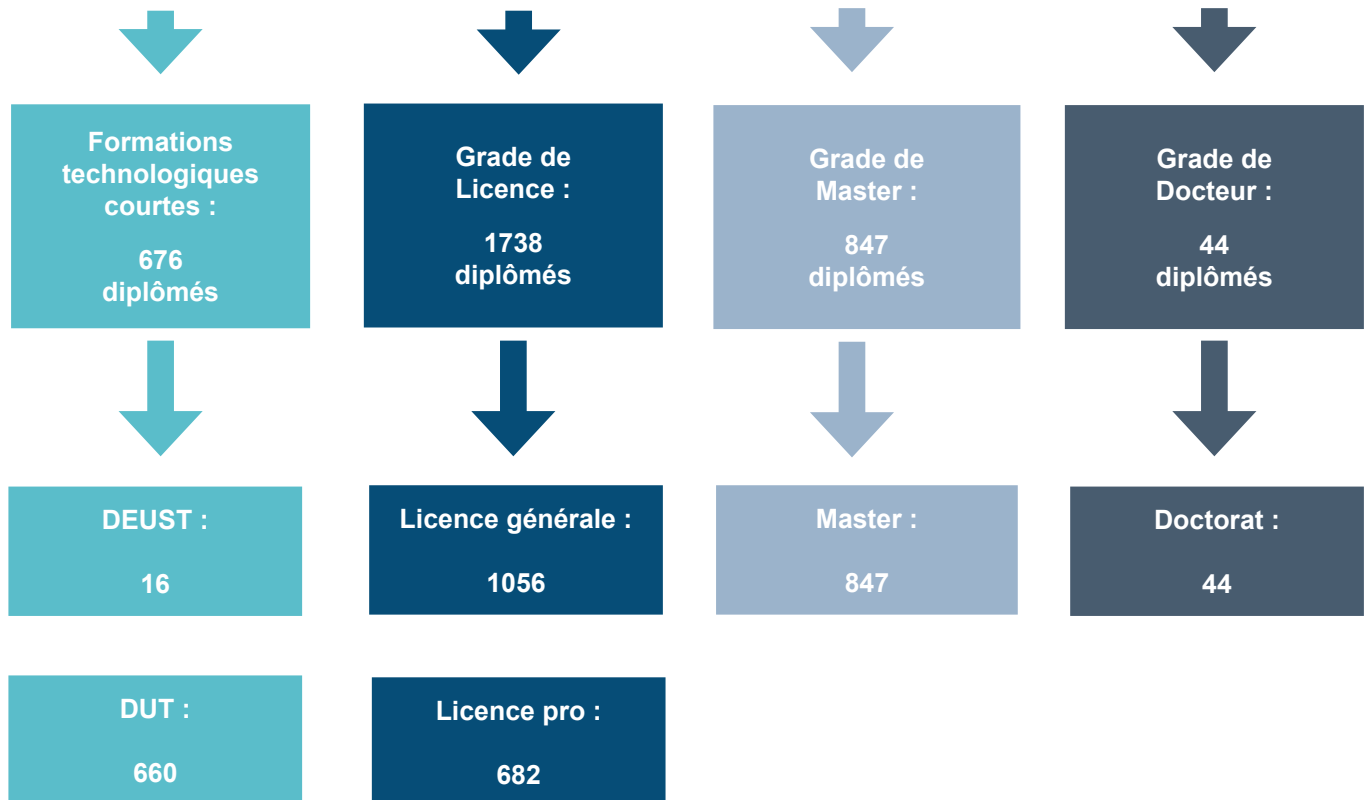 Formations
technologiques
courtes :
676
diplômés
Grade de
Licence :
1738
diplômés
Grade de
Master :
847
diplômés
Grade de
Docteur :
44
diplômés
DEUST :
16
Licence générale :
1056
Master :
847
Doctorat :
44
DUT :
660
Licence pro :
682